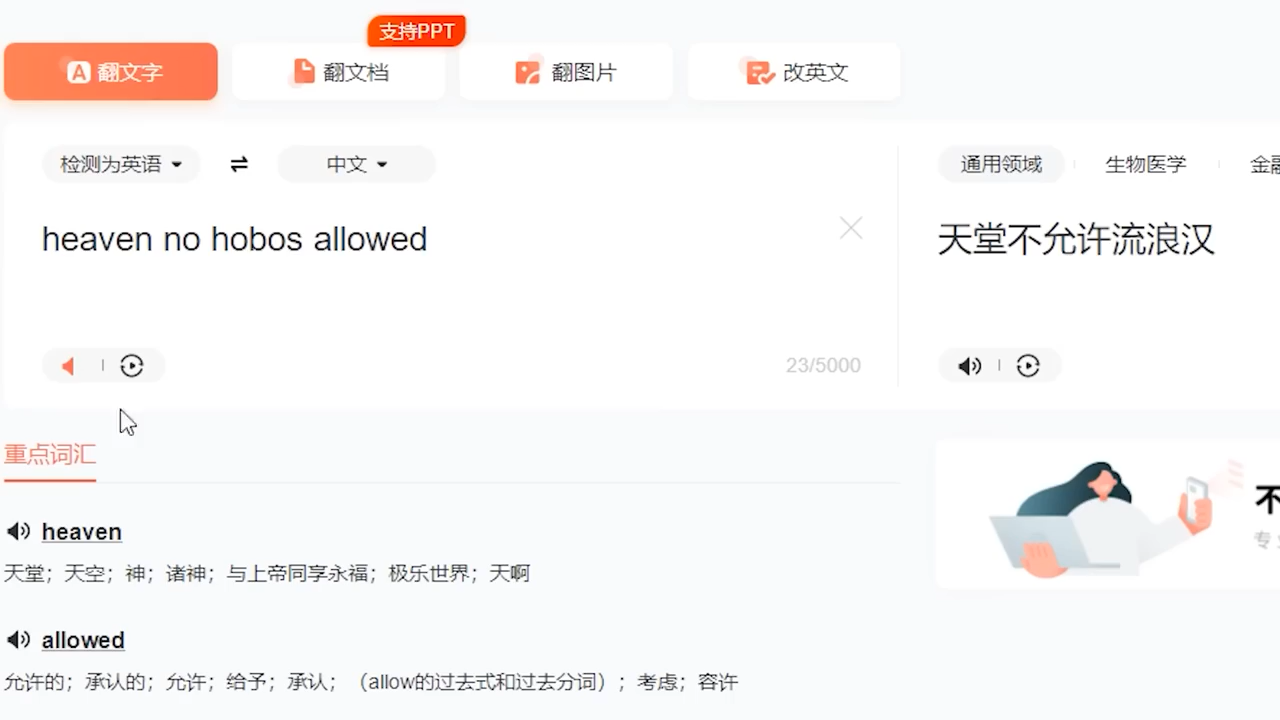 支持PPT
翻文字
翻文档
翻图片
改英文
检测为英语
中文
通用领域
生物医学
heaven no hobos allowed
天堂不允许流浪汉
23/5000
重点词汇
heaven
天堂；天空；神；诸神；与上帝同享永福；极乐世界；天啊
allowed
允许的；承认的；允许；给予；承认；（allow的过去式和过去分词）；考虑；容许
不
专